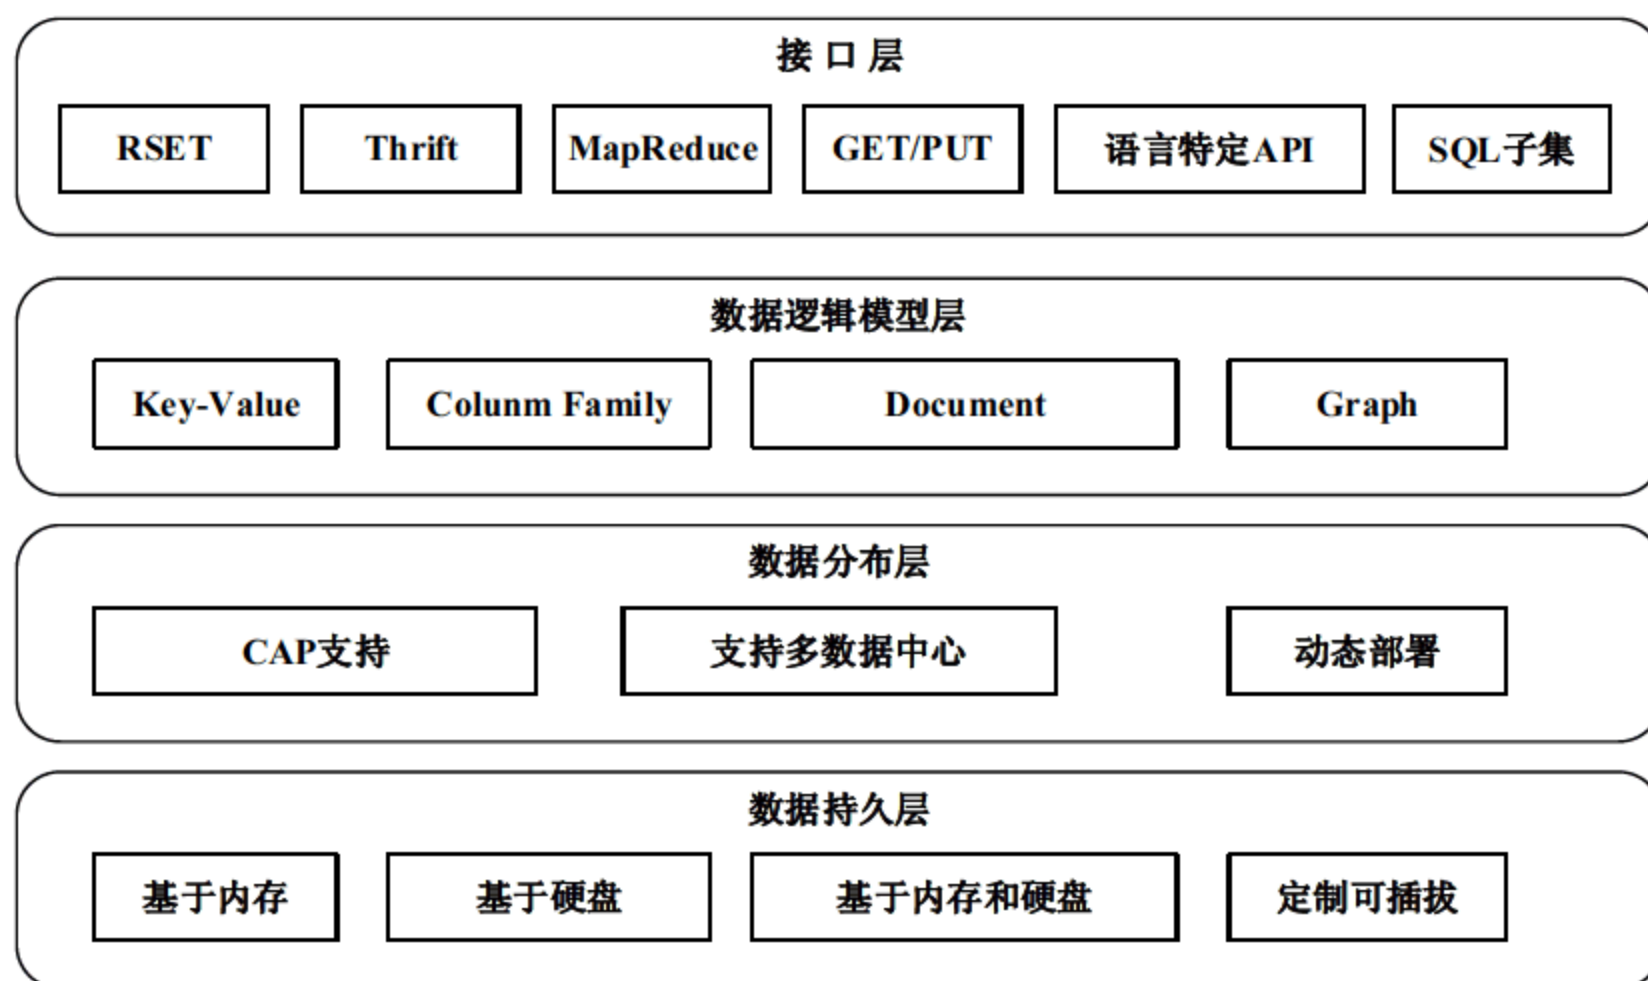 接口层
RSET
Thrift
MapReduce
GET/PUT
语言特定API
SQL子集
数据逻辑模型层
Key-Value
Colunm Family
Document
Graph
数据分布层
CAP支持
支持多数据中心
动态部署
数据持久层
基于内存
基于硬盘
基于内存和硬盘
定制可插拔